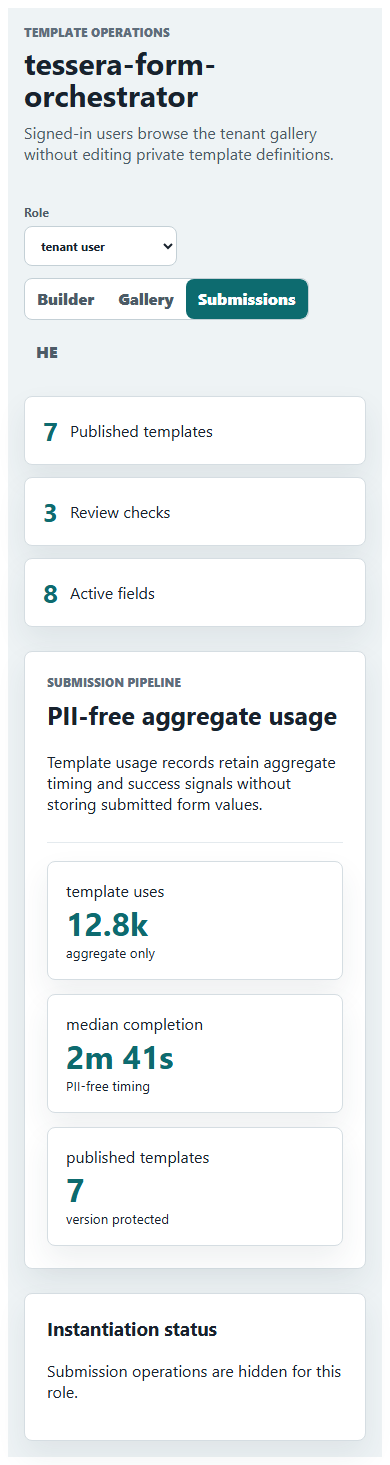 TEMPLATE OPERATIONS
tessera-form-
orchestrator
Signed-in users browse the tenant gallery
without editing private template definitions.
Role
tenant user
Builder Gallery Submissions
HE
7 Published templates
3 Review checks
8 Active fields
SUBMISSION PIPELINE
PII-free aggregate usage
Template usage records retain aggregate
timing and success signals without
storing submitted form values.
template uses
12.8k
aggregate only
median completion
2m 41s
PII-free timing
published templates
7
version protected
Instantiation status
Submission operations are hidden for this
role.